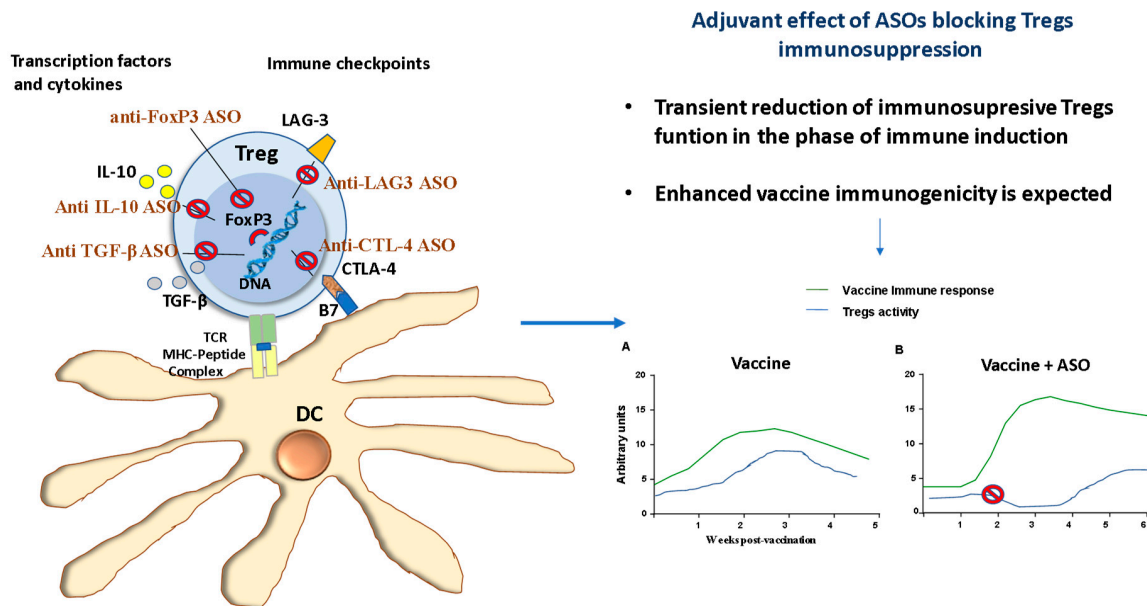 Transcription factors
and cytokines
Immune checkpoints
anti-FoxP3 ASO
LAG-3
Treg
IL-10
Anti-LAG3 ASO
Anti IL-10 ASO
FoxP3
Anti TGF-β ASO
Anti-CTL-4 ASO
DNA
CTLA-4
TGF-β
B7
TCR
MHC-Peptide
Complex
DC
Adjuvant effect of ASOs blocking Tregs
immunosuppression
• Transient reduction of immunosupresive Tregs
funtion in the phase of immune induction
• Enhanced vaccine immunogenicity is expected
Vaccine Immune response
Tregs activity
A
Vaccine
Arbitrary units
20
15
10
5
0
0 1 2 3 4 5
Weeks post-vaccination
B
Vaccine + ASO
20
15
10
5
0
0 1 2 3 4 5 6